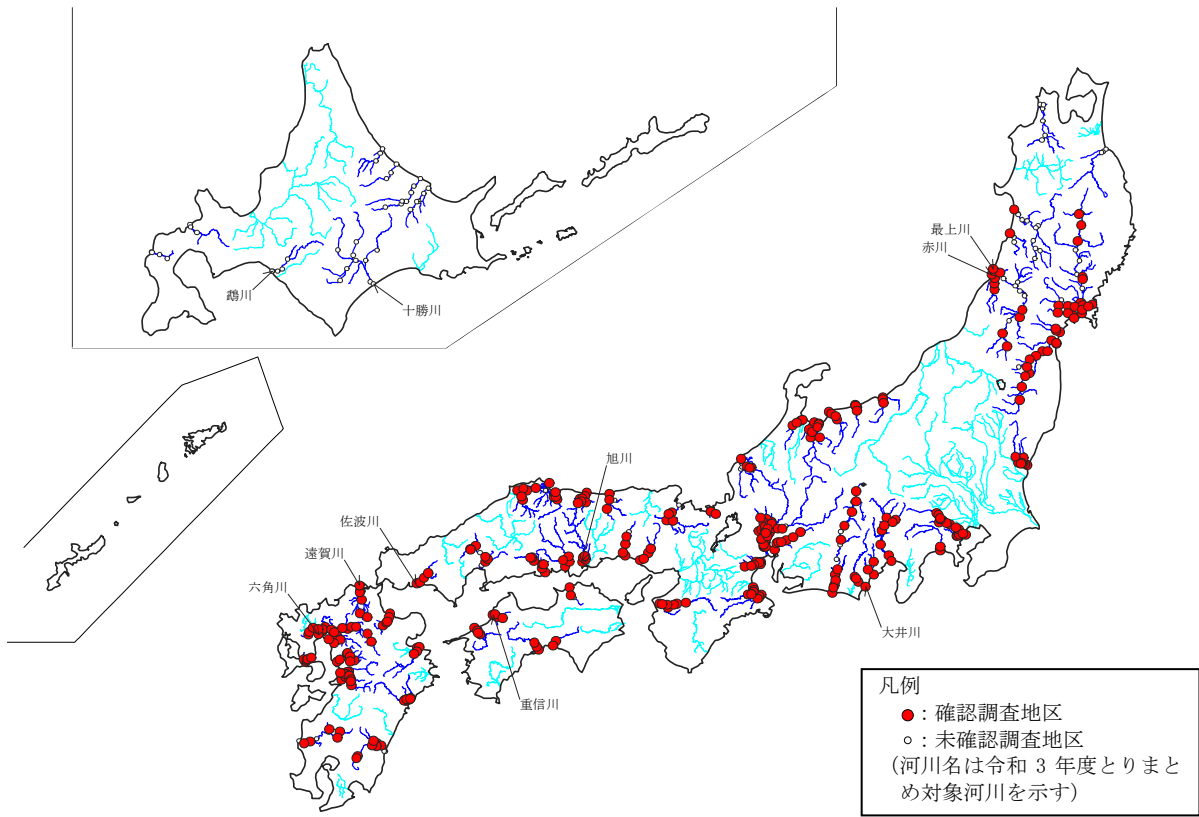 最上川
赤川
鵡川
十勝川
旭川
佐波川
遠賀川
六角川
大井川
重信川
凡例
●：確認調査地区
○：未確認調査地区
(河川名は令和 3 年度とりまと
め対象河川を示す)